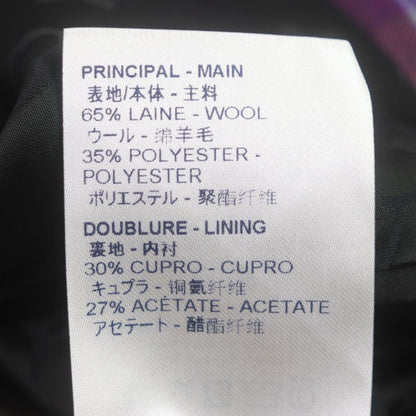 PRINCIPAL - MAIN
表地/本体 - 主料
65% LAINE - WOOL
ウール - 绵羊毛
35% POLYESTER -
POLYESTER
ポリエステル - 聚酯纤维
DOUBLURE - LINING
裏地 - 内衬
30% CUPRO - CUPRO
キュプラ - 铜氨纤维
27% ACÉTATE - ACETATE
アセテート - 醋酯纤维